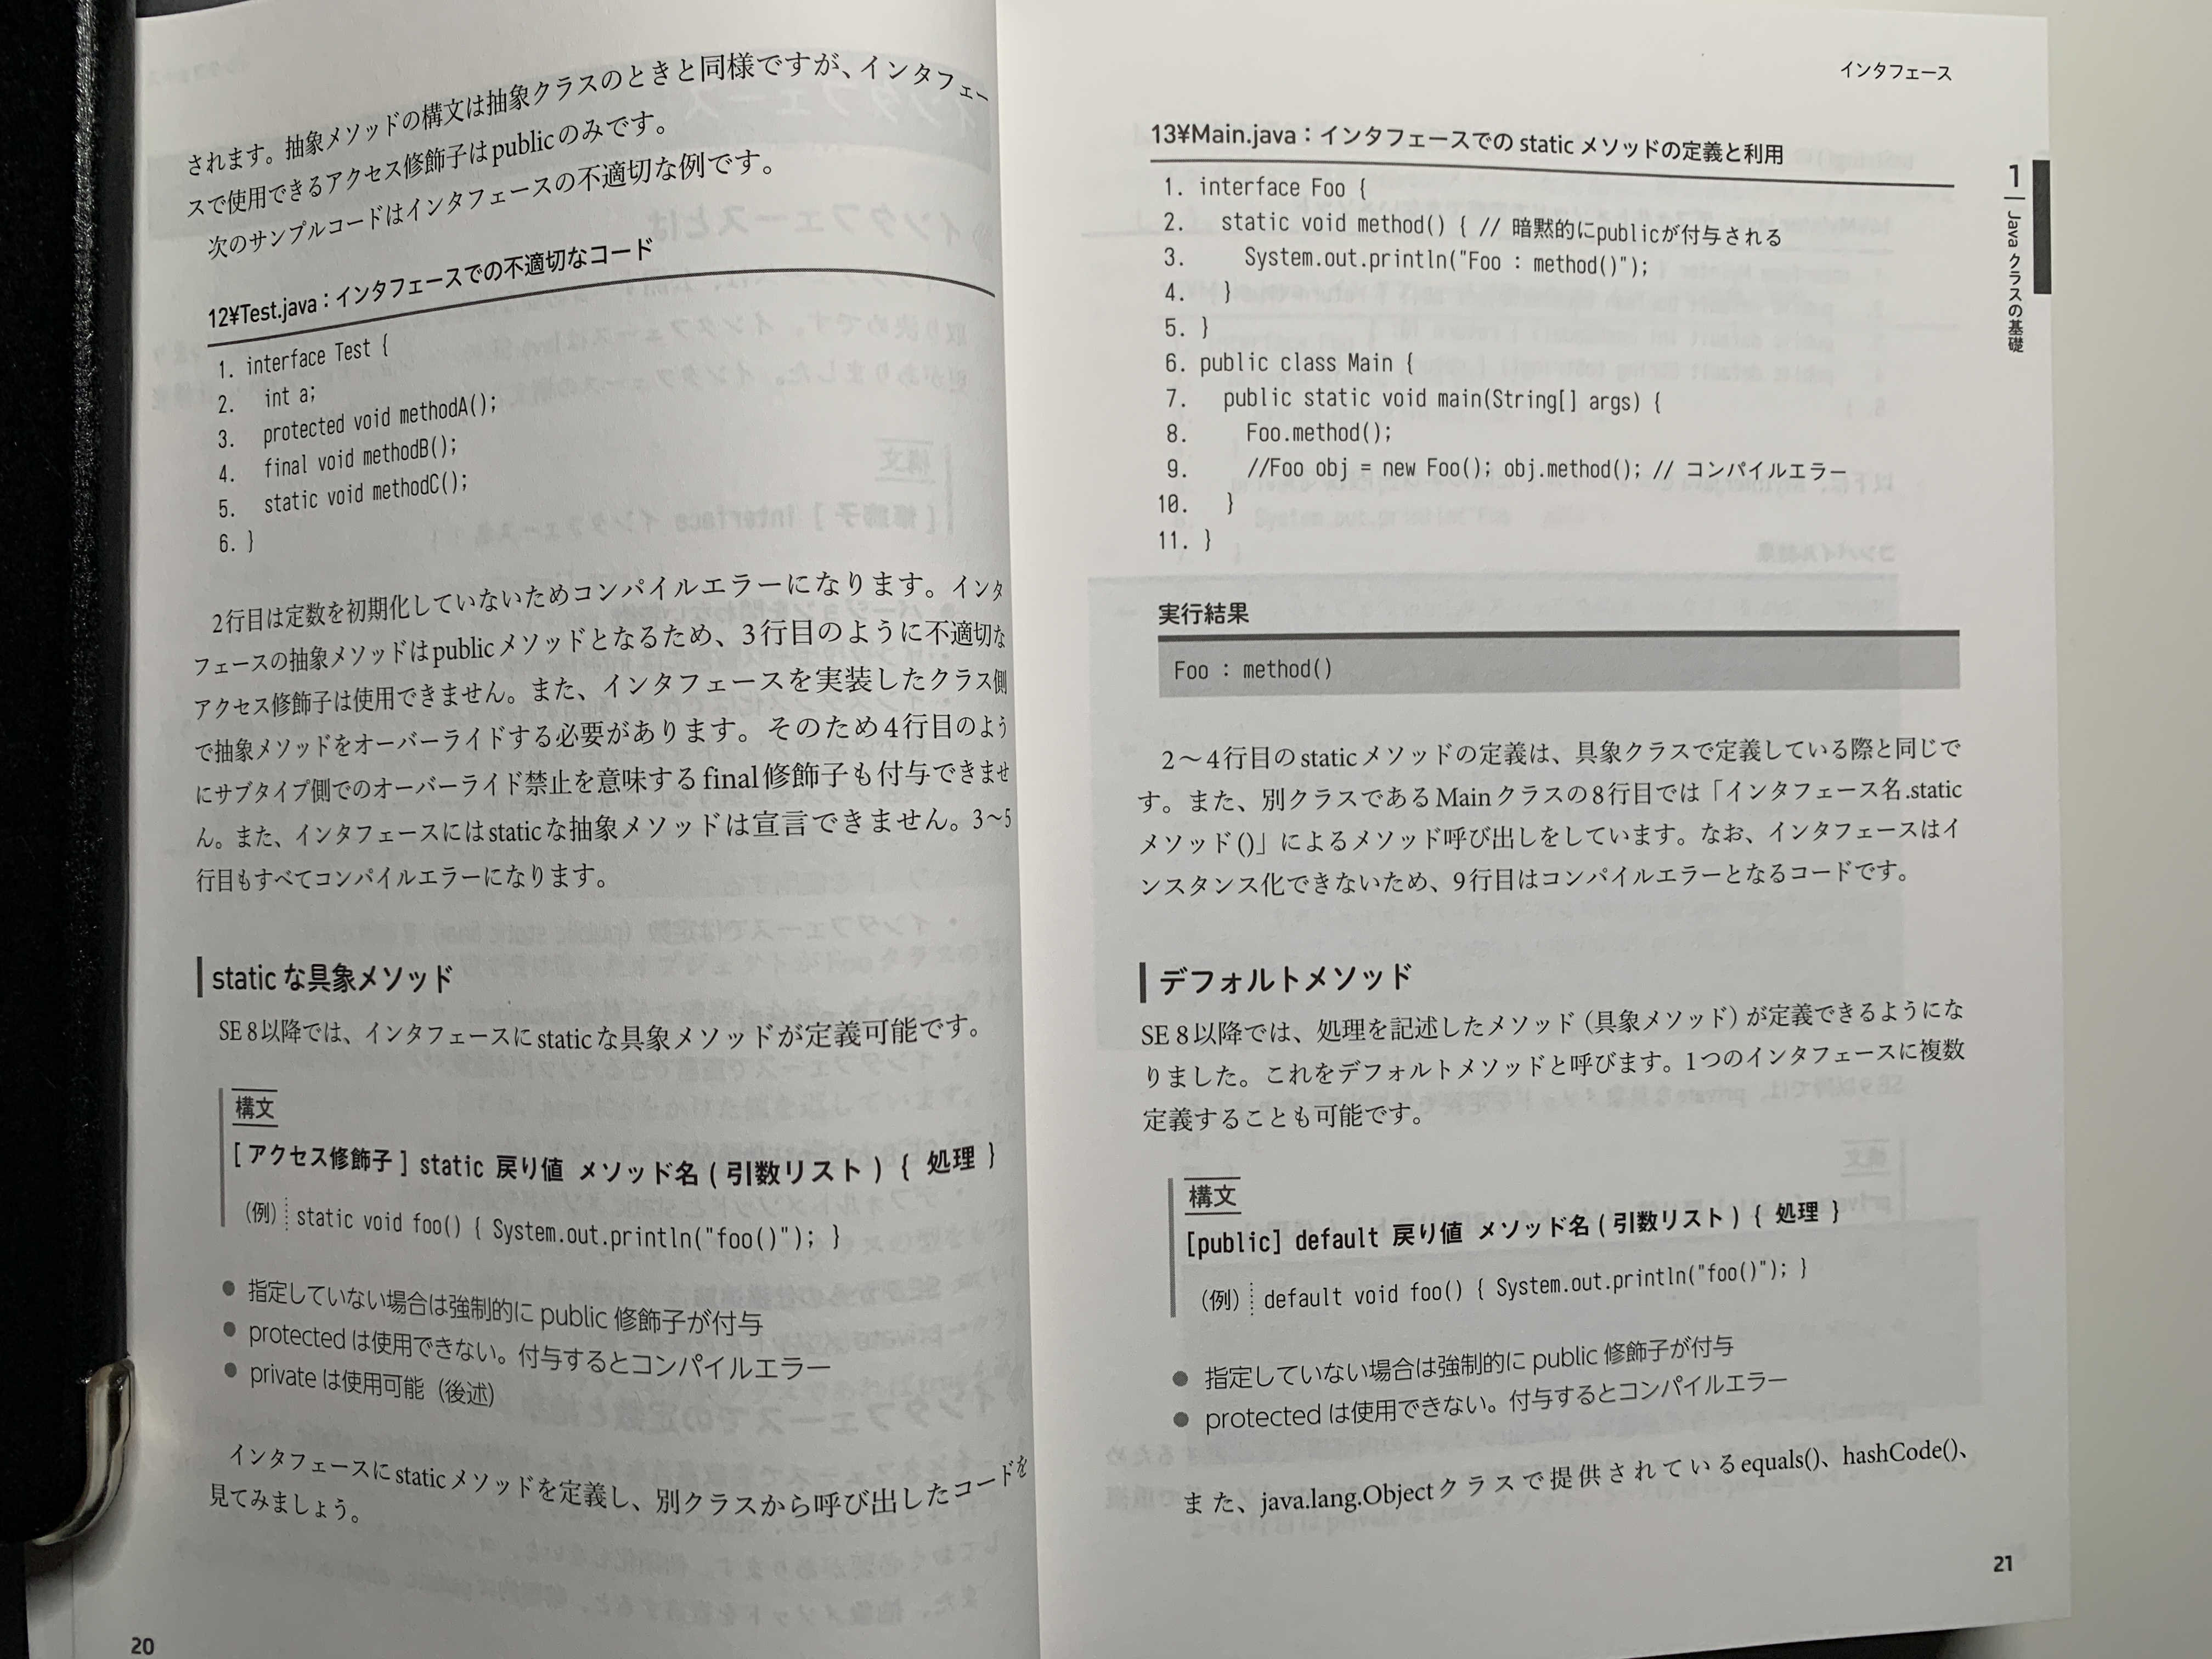 されます。抽象メソッドの構文は抽象クラスのときと同様ですが、インタフェー
スで使用できるアクセス修飾子はpublicのみです。
次のサンプルコードはインタフェースの不適切な例です。
12¥Test.java：インタフェースでの不適切なコード
1. interface Test {
2. int a;
3. protected void methodA();
4. final void methodB();
5. static void methodC();
6. }
2行目は定数を初期化していないためコンパイルエラーになります。インタ
フェースの抽象メソッドはpublicメソッドとなるため、3行目のように不適切な
アクセス修飾子は使用できません。また、インタフェースを実装したクラス側
で抽象メソッドをオーバーライドする必要があります。そのため4行目のよう
にサブタイプ側でのオーバーライド禁止を意味するfinal修飾子も付与できませ
ん。また、インタフェースにはstaticな抽象メソッドは宣言できません。3～5
行目もすべてコンパイルエラーになります。
static な具象メソッド
SE 8以降では、インタフェースにstaticな具象メソッドが定義可能です。
構文
[ アクセス修飾子 ] static 戻り値 メソッド名 ( 引数リスト ) { 処理 }
（例） static void foo() { System.out.println("foo()"); }
● 指定していない場合は強制的に public 修飾子が付与
● protected は使用できない。付与するとコンパイルエラー
● private は使用可能（後述）
インタフェースにstaticメソッドを定義し、別クラスから呼び出したコードを
見てみましょう。
20
インタフェース
13¥Main.java：インタフェースでの static メソッドの定義と利用
1. interface Foo {
2. static void method() { // 暗黙的にpublicが付与される
3. System.out.println("Foo : method()");
4. }
5. }
6. public class Main {
7. public static void main(String[] args) {
8. Foo.method();
9. //Foo obj = new Foo(); obj.method(); // コンパイルエラー
10. }
11. }
実行結果
Foo : method()
2～4行目のstaticメソッドの定義は、具象クラスで定義している際と同じで
す。また、別クラスであるMainクラスの8行目では「インタフェース名.static
メソッド()」によるメソッド呼び出しをしています。なお、インタフェースはイ
ンスタンス化できないため、9行目はコンパイルエラーとなるコードです。
デフォルトメソッド
SE 8以降では、処理を記述したメソッド（具象メソッド）が定義できるようにな
りました。これをデフォルトメソッドと呼びます。1つのインタフェースに複数
定義することも可能です。
構文
[public] default 戻り値 メソッド名 ( 引数リスト ) { 処理 }
（例） default void foo() { System.out.println("foo()"); }
● 指定していない場合は強制的に public 修飾子が付与
● protected は使用できない。付与するとコンパイルエラー
また、java.lang.Objectクラスで提供されているequals()、hashCode()、
21
1 Java クラスの基礎